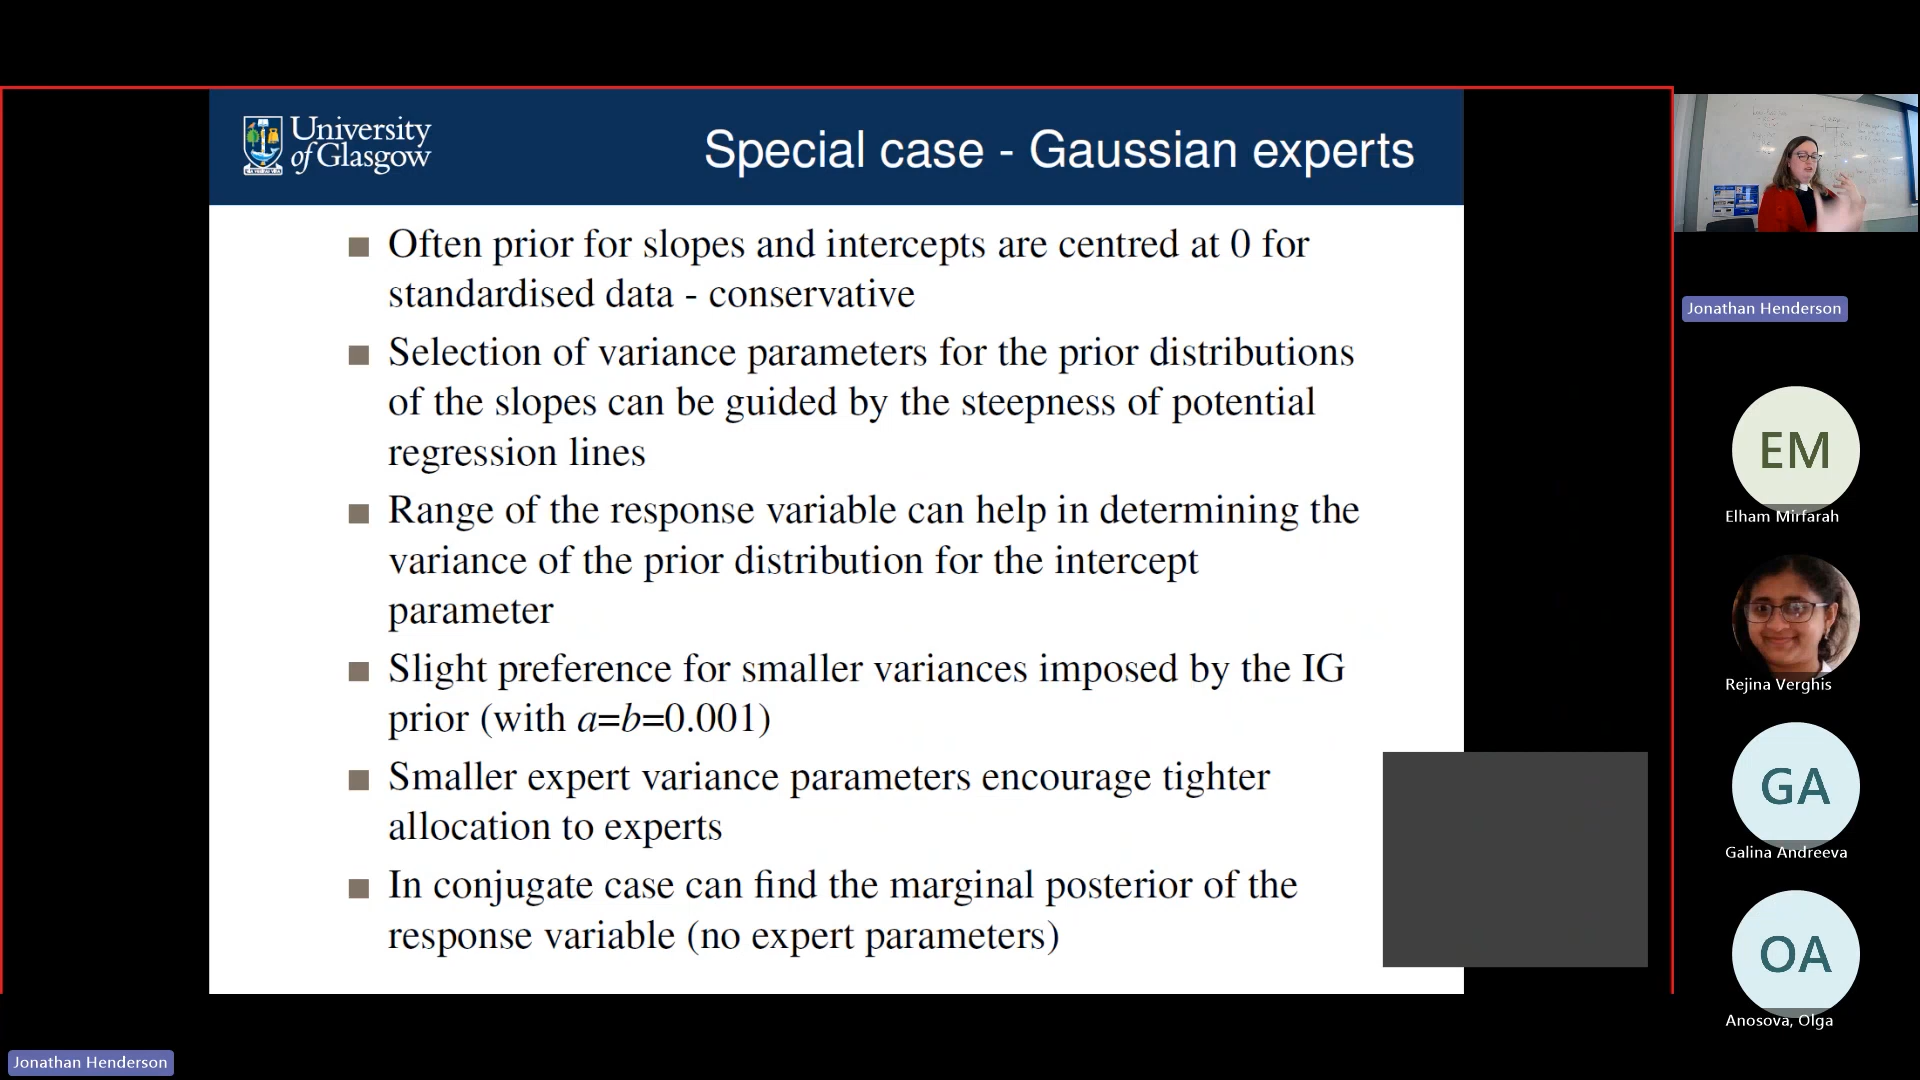 University
of Glasgow
Special case - Gaussian experts
Often prior for slopes and intercepts are centred at 0 for
standardised data - conservative
Selection of variance parameters for the prior distributions
of the slopes can be guided by the steepness of potential
regression lines
Range of the response variable can help in determining the
variance of the prior distribution for the intercept
parameter
Slight preference for smaller variances imposed by the IG
prior (with a=b=0.001)
Smaller expert variance parameters encourage tighter
allocation to experts
In conjugate case can find the marginal posterior of the
response variable (no expert parameters)
Jonathan Henderson
EM
Elham Mirfarah
Rejina Verghis
GA
Galina Andreeva
OA
Anosova, Olga
Jonathan Henderson